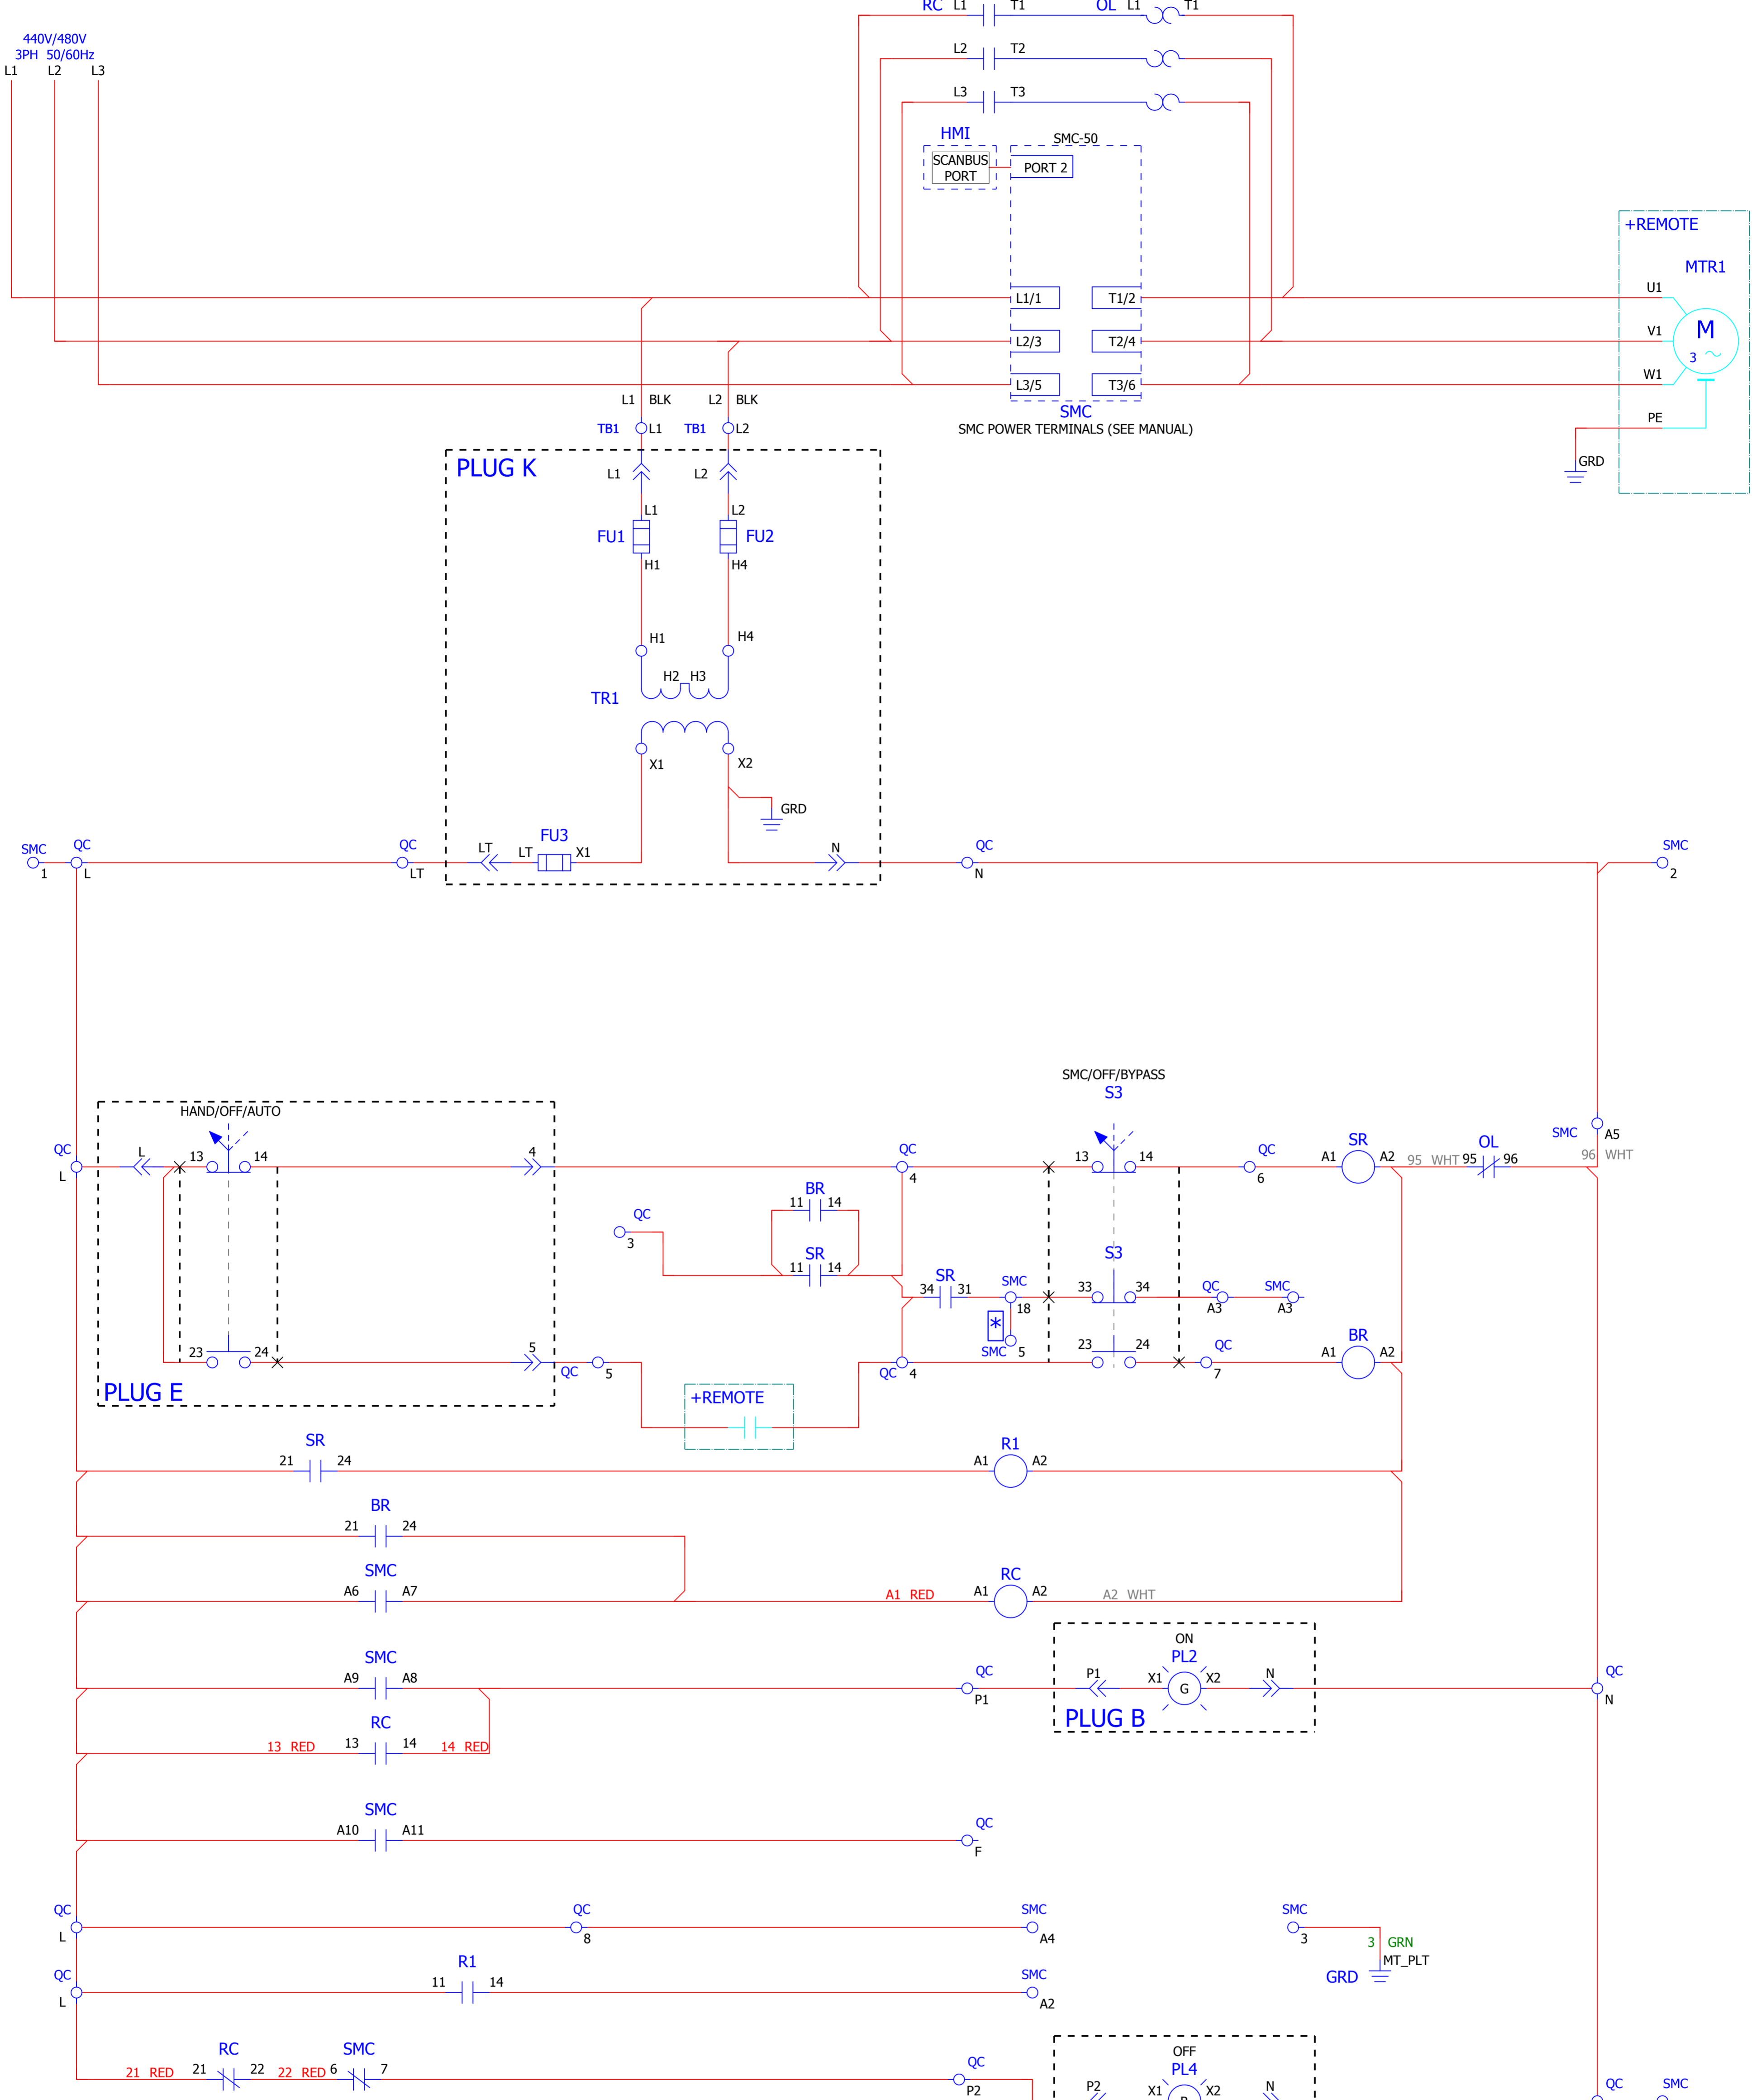 RC L1 T1 OL L1 T1
440V/480V
3PH 50/60Hz
L1 L2 L3
L2 T2
L3 T3
HMI
SMC-50
SCANBUS
PORT
PORT 2
+REMOTE
MTR1
L1/1 T1/2 U1
L2/3 T2/4 V1
M
3
L3/5 T3/6 W1
L1 BLK L2 BLK
SMC
PE
TB1 L1 TB1 L2
SMC POWER TERMINALS (SEE MANUAL)
GRD
PLUG K
L1 L2
L1 L2
FU1 FU2
H1 H4
H1 H4
H2 H3
TR1
X1 X2
GRD
SMC QC QC FU3 QC SMC
LT LT X1 N
1 L LT N 2
SMC/OFF/BYPASS
S3
HAND/OFF/AUTO
QC L 13 14 4 QC 13 14 QC SR OL SMC A5
A1 A2 95 WHT 95 96 96 WHT
L 4 6
BR
11 14
QC
3
SR
11 14
S3
SR
34 31 SMC 33 34 QC SMC
18 A3 A3
*
SMC 5
23 24 5 23 24 QC BR
A1 A2
QC 5 QC 4 7
PLUG E
+REMOTE
SR
21 24
R1
A1 A2
BR
21 24
SMC
A6 A7
A1 RED
RC
A1 A2
A2 WHT
ON
SMC
A9 A8
QC
P1
PL2
P1 X1 G X2 N
QC
N
PLUG B
RC
13 RED 13 14 14 RED
SMC
A10 A11
QC
F
QC QC SMC SMC
L 8 A4 3
3 GRN
MT_PLT
GRD
QC R1 SMC
11 14
L A2
RC SMC
21 RED 21 22 22 RED 6 7
QC
P2
OFF
PL4
P2 X1 X2 N
QC SMC